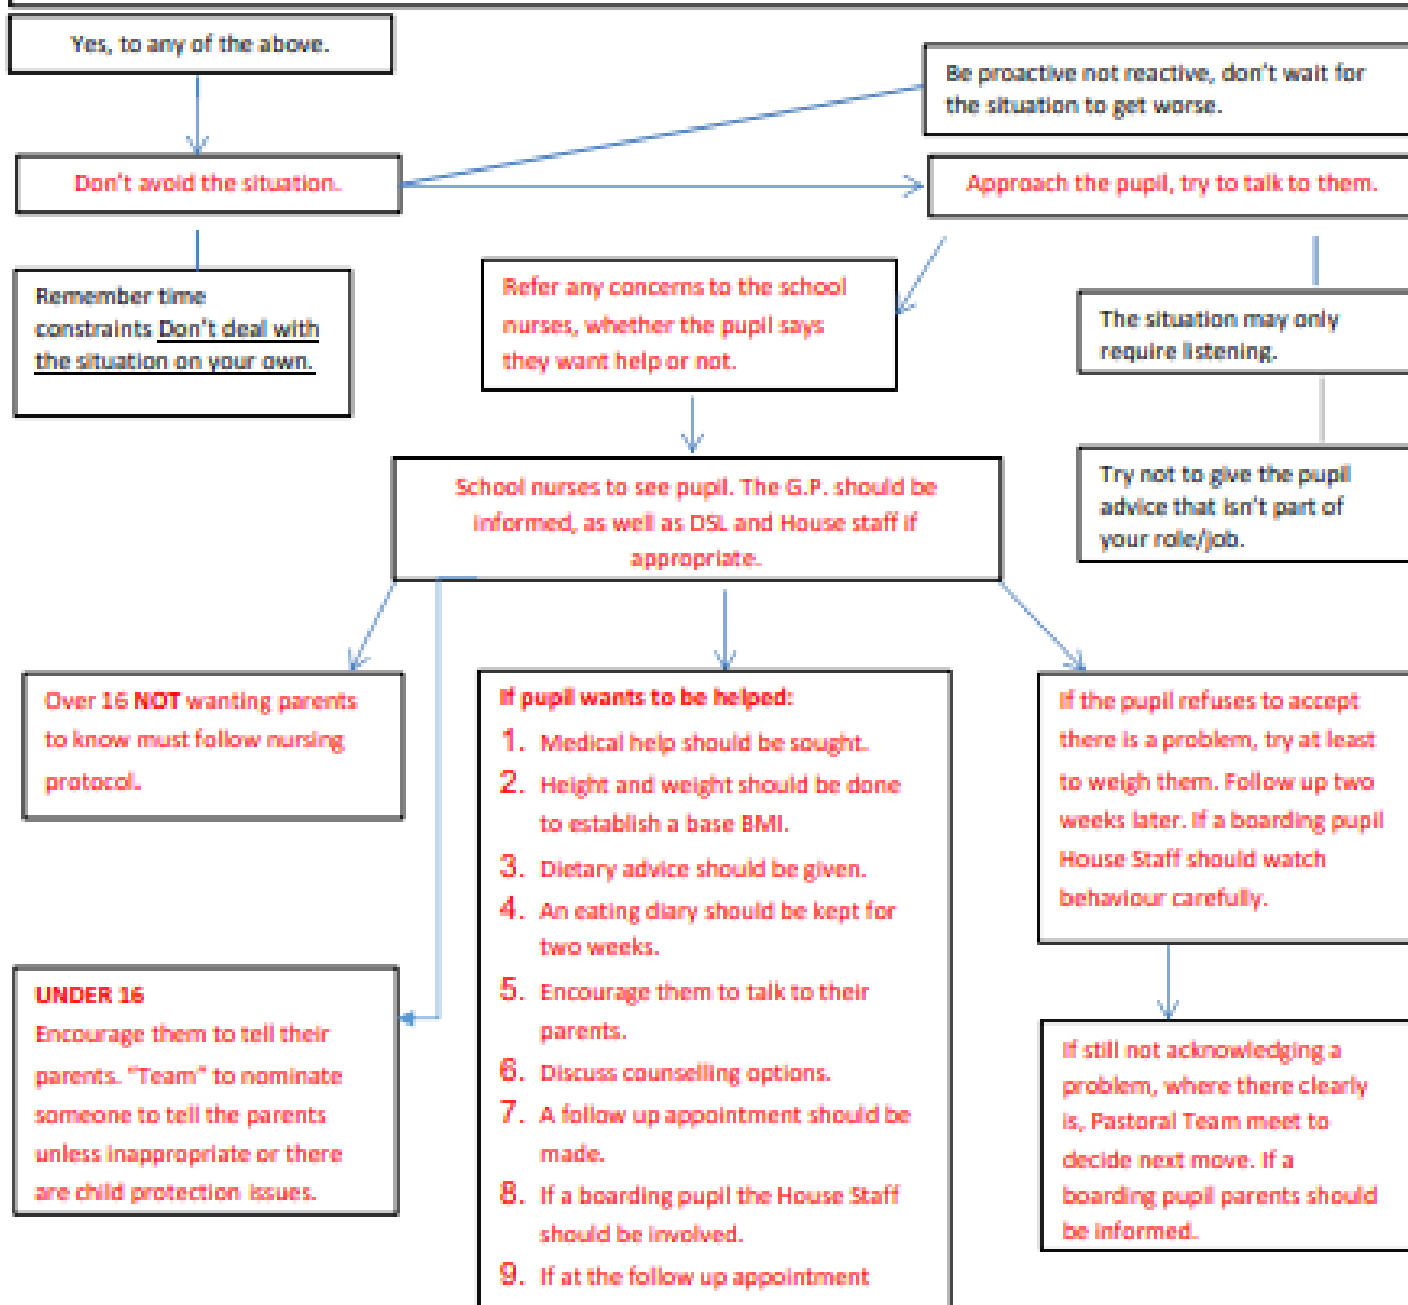 Yes, to any of the above.
Be proactive not reactive, don't wait for
the situation to get worse.
Don't avoid the situation.
Approach the pupil, try to talk to them.
Remember time
constraints Don't deal with
the situation on your own.
Refer any concerns to the school
nurses, whether the pupil says
they want help or not.
The situation may only
require listening.
Try not to give the pupil
advice that isn't part of
your role/job.
School nurses to see pupil. The G.P. should be
informed, as well as DSL and House staff if
appropriate.
Over 16 NOT wanting parents
to know must follow nursing
protocol.
UNDER 16
Encourage them to tell their
parents. "Team" to nominate
someone to tell the parents
unless inappropriate or there
are child protection issues.
If pupil wants to be helped:
1. Medical help should be sought.
2. Height and weight should be done
to establish a base BMI.
3. Dietary advice should be given.
4. An eating diary should be kept for
two weeks.
5. Encourage them to talk to their
parents.
6. Discuss counselling options.
7. A follow up appointment should be
made.
8. If a boarding pupil the House Staff
should be involved.
9. If at the follow up appointment
If the pupil refuses to accept
there is a problem, try at least
to weigh them. Follow up two
weeks later. If a boarding pupil
House Staff should watch
behaviour carefully.
If still not acknowledging a
problem, where there clearly
is, Pastoral Team meet to
decide next move. If a
boarding pupil parents should
be informed.